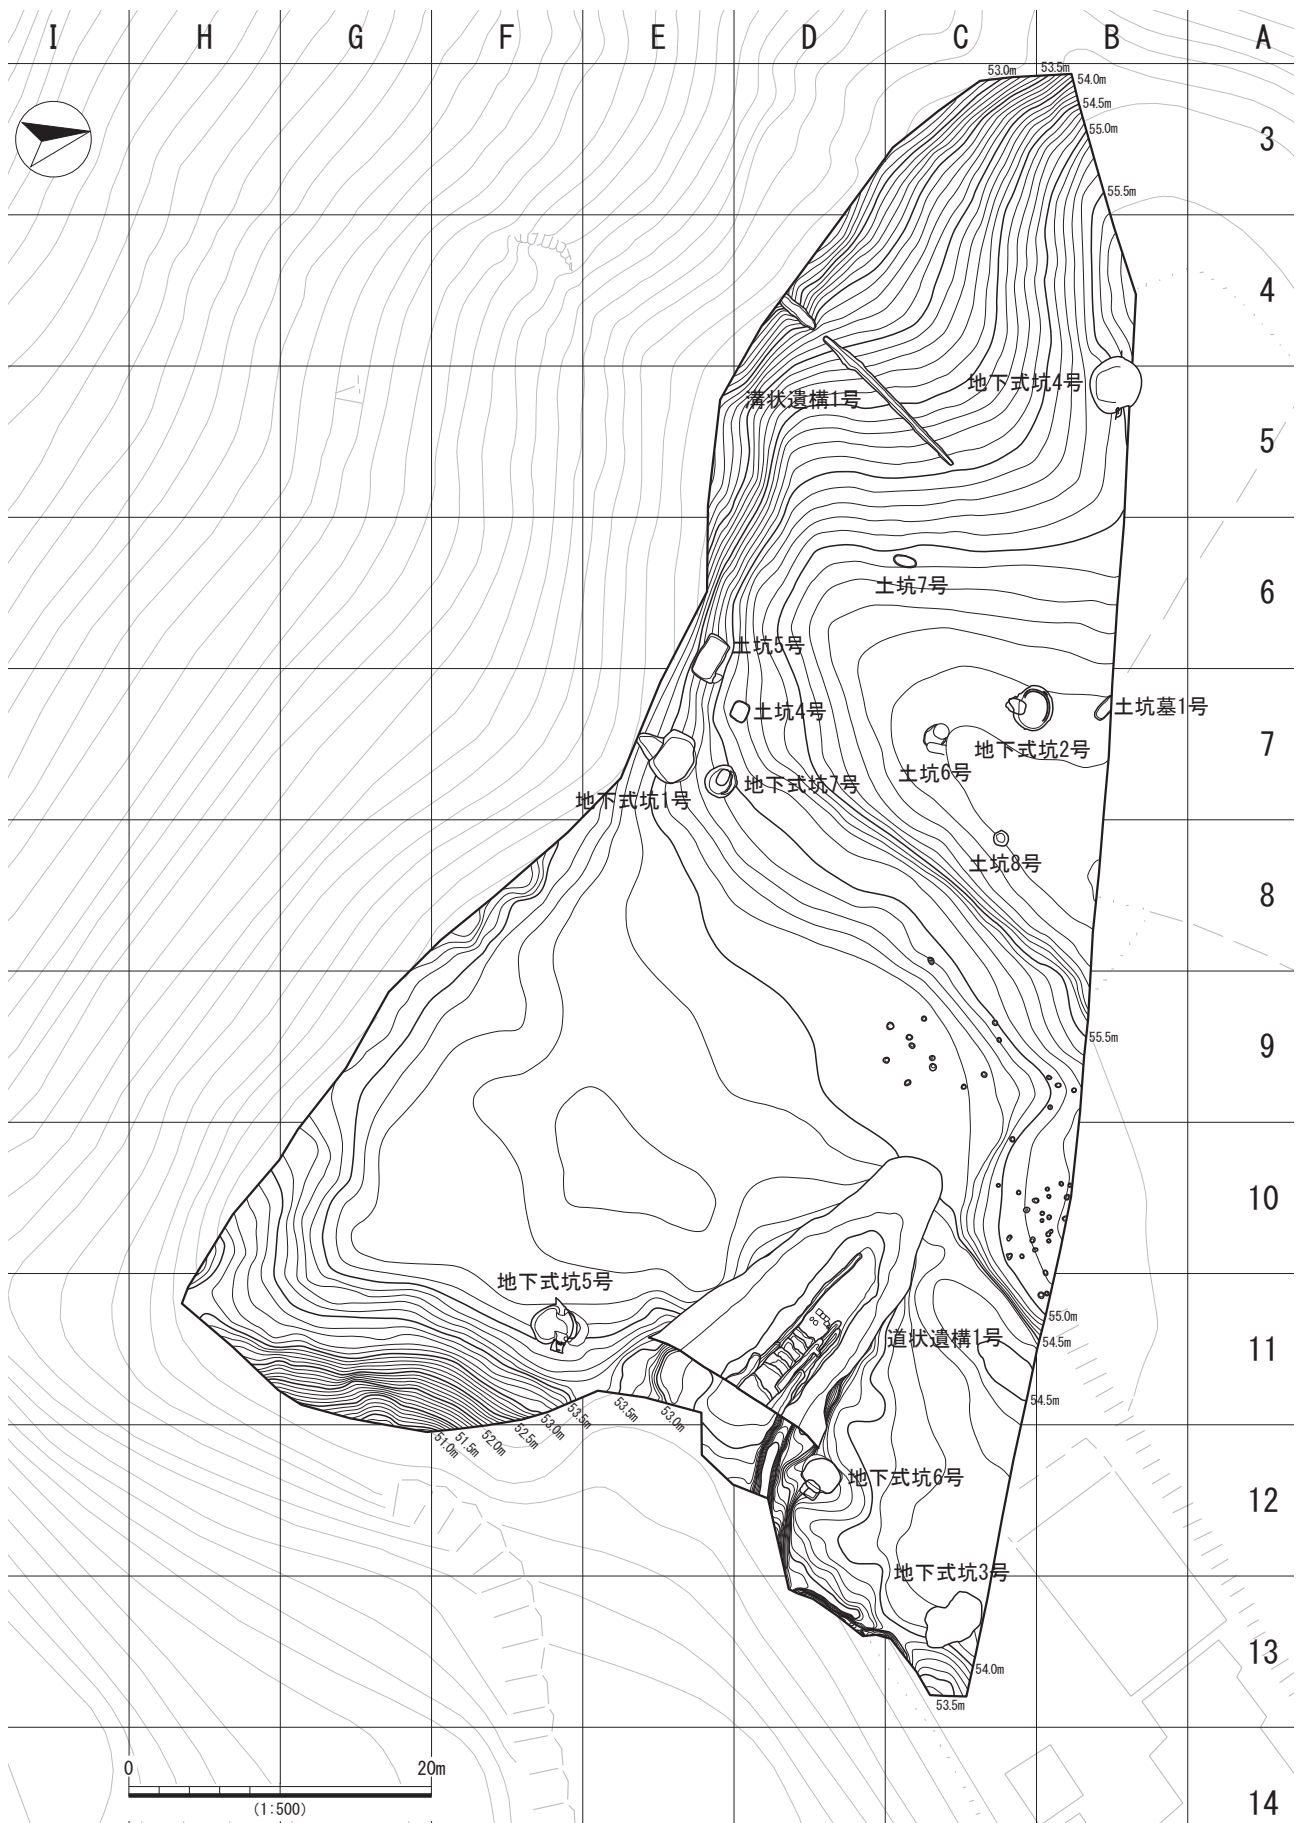 I H G F E D C B A
53.0m
53.5m
54.0m
54.5m
55.0m
3
55.5m
4
地下式坑4号
溝状遺構1号
5
土坑7号
6
土坑5号
土坑4号
土坑墓1号
地下式坑2号
7
土坑6号
地下式坑7号
地下式坑1号
土坑8号
8
55.5m
9
10
地下式坑5号
55.0m
道状遺構1号
54.5m
11
54.5m
53.5m
53.5m
53.0m
53.0m
52.5m
52.0m
51.5m
51.0m
地下式坑6号
12
地下式坑3号
13
54.0m
53.5m
0 20m
(1:500)
14